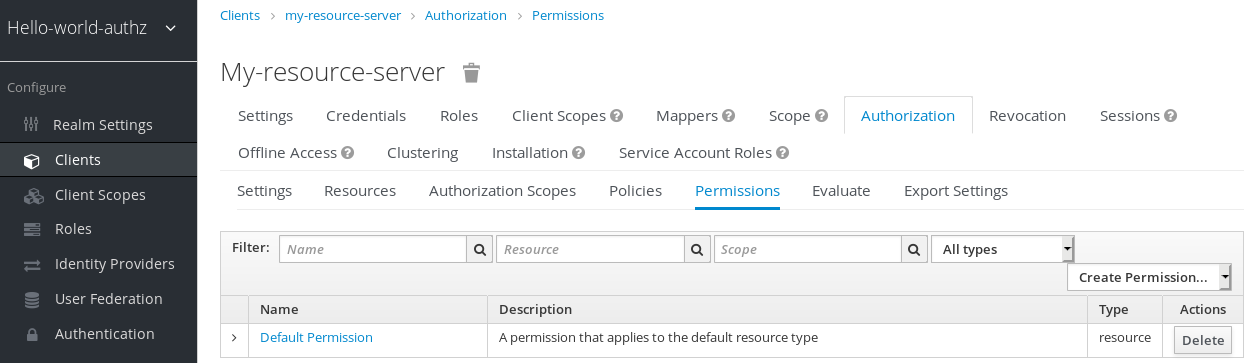 Hello-world-authz
Configure
Realm Settings
Clients
Client Scopes
Roles
Identity Providers
User Federation
Authentication
Clients > my-resource-server > Authorization > Permissions
My-resource-server
Settings Credentials Roles Client Scopes ? Mappers ? Scope ? Authorization Revocation Sessions ?
Offline Access ? Clustering Installation ? Service Account Roles ?
Settings Resources Authorization Scopes Policies Permissions Evaluate Export Settings
Filter: Name Resource Scope All types
Create Permission...
Name Description Type Actions
Default Permission A permission that applies to the default resource type resource Delete